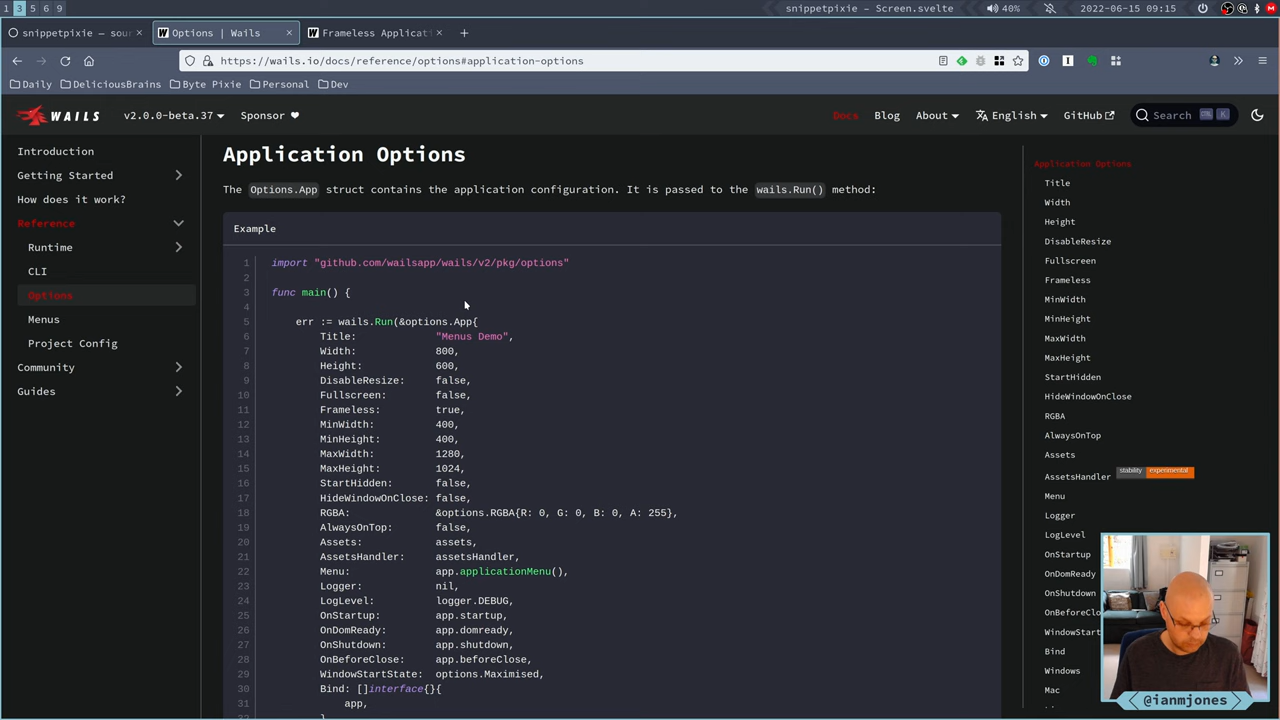 1 3 5 6 9
snippetpixie — Screen.svelte
40%
2022-06-15 09:15
snippetpixie — sou
Options | Wails
Frameless Applicat
https://wails.io/docs/reference/options#application-options
Daily
DeliciousBrains
Byte Pixie
Personal
Dev
WAILS
v2.0.0-beta.37
Sponsor
Docs
Blog
About
English
GitHub
Search
K
Introduction
Getting Started
How does it work?
Reference
Runtime
CLI
Options
Menus
Project Config
Community
Guides
Application Options
The Options.App struct contains the application configuration. It is passed to the wails.Run() method:
Example
1 import "github.com/wailsapp/wails/v2/pkg/options"
2
3 func main() {
4
5 err := wails.Run(&options.App{
6 Title: "Menus Demo",
7 Width: 800,
8 Height: 600,
9 DisableResize: false,
10 Fullscreen: false,
11 Frameless: true,
12 MinWidth: 400,
13 MinHeight: 400,
14 MaxWidth: 1280,
15 MaxHeight: 1024,
16 StartHidden: false,
17 HideWindowOnClose: false,
18 RGBA: &options.RGBA{R: 0, G: 0, B: 0, A: 255},
19 AlwaysOnTop: false,
20 Assets: assets,
21 AssetsHandler: assetsHandler,
22 Menu: app.applicationMenu(),
23 Logger: nil,
24 LogLevel: logger.DEBUG,
25 OnStartup: app.startup,
26 OnDomReady: app.domready,
27 OnShutdown: app.shutdown,
28 OnBeforeClose: app.beforeClose,
29 WindowStartState: options.Maximised,
30 Bind: []interface{}{
31 app,
}
Application Options
Title
Width
Height
DisableResize
Fullscreen
Frameless
MinWidth
MinHeight
MaxWidth
MaxHeight
StartHidden
HideWindowOnClose
RGBA
AlwaysOnTop
Assets
AssetsHandler stability experimental
Menu
Logger
LogLevel
OnStartup
OnDomReady
OnShutdown
OnBeforeClo
WindowStart
Bind
Windows
Mac
@ianmjones